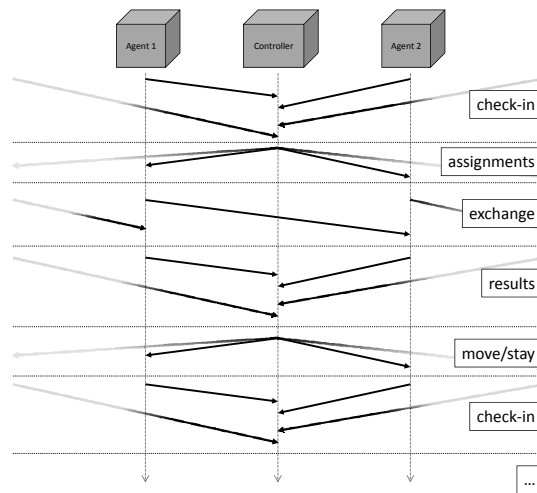 Agent 1
Controller
Agent 2
check-in
assignments
exchange
results
move/stay
check-in
...